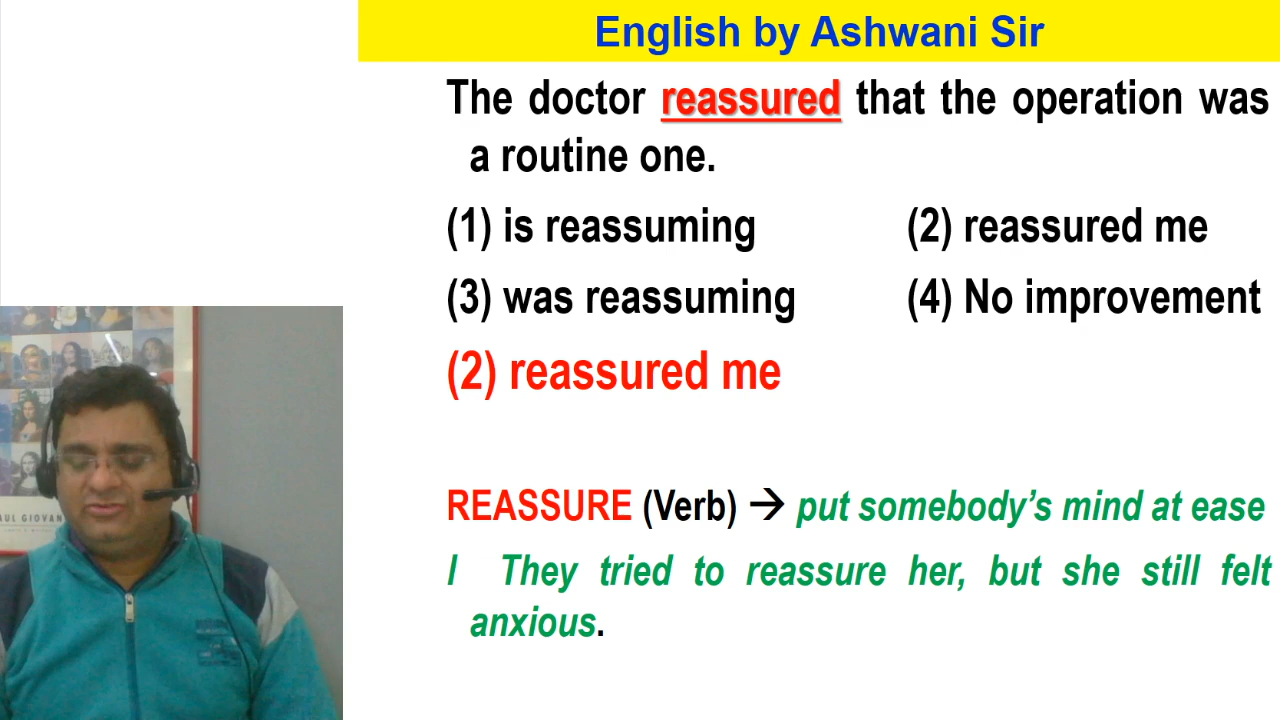 English by Ashwani Sir
The doctor reassured that the operation was
a routine one.
(1) is reassuming (2) reassured me
(3) was reassuming (4) No improvement
(2) reassured me
REASSURE (Verb) → put somebody's mind at ease
I They tried to reassure her, but she still felt
anxious.
AUL GIOVAN